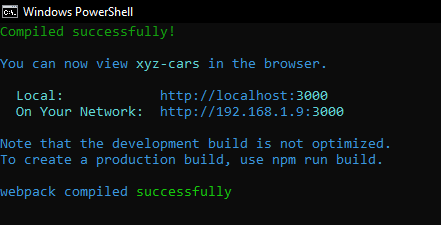 Windows PowerShell
Compiled successfully!
You can now view xyz-cars in the browser.
Local: http://localhost:3000
On Your Network: http://192.168.1.9:3000
Note that the development build is not optimized.
To create a production build, use npm run build.
webpack compiled successfully